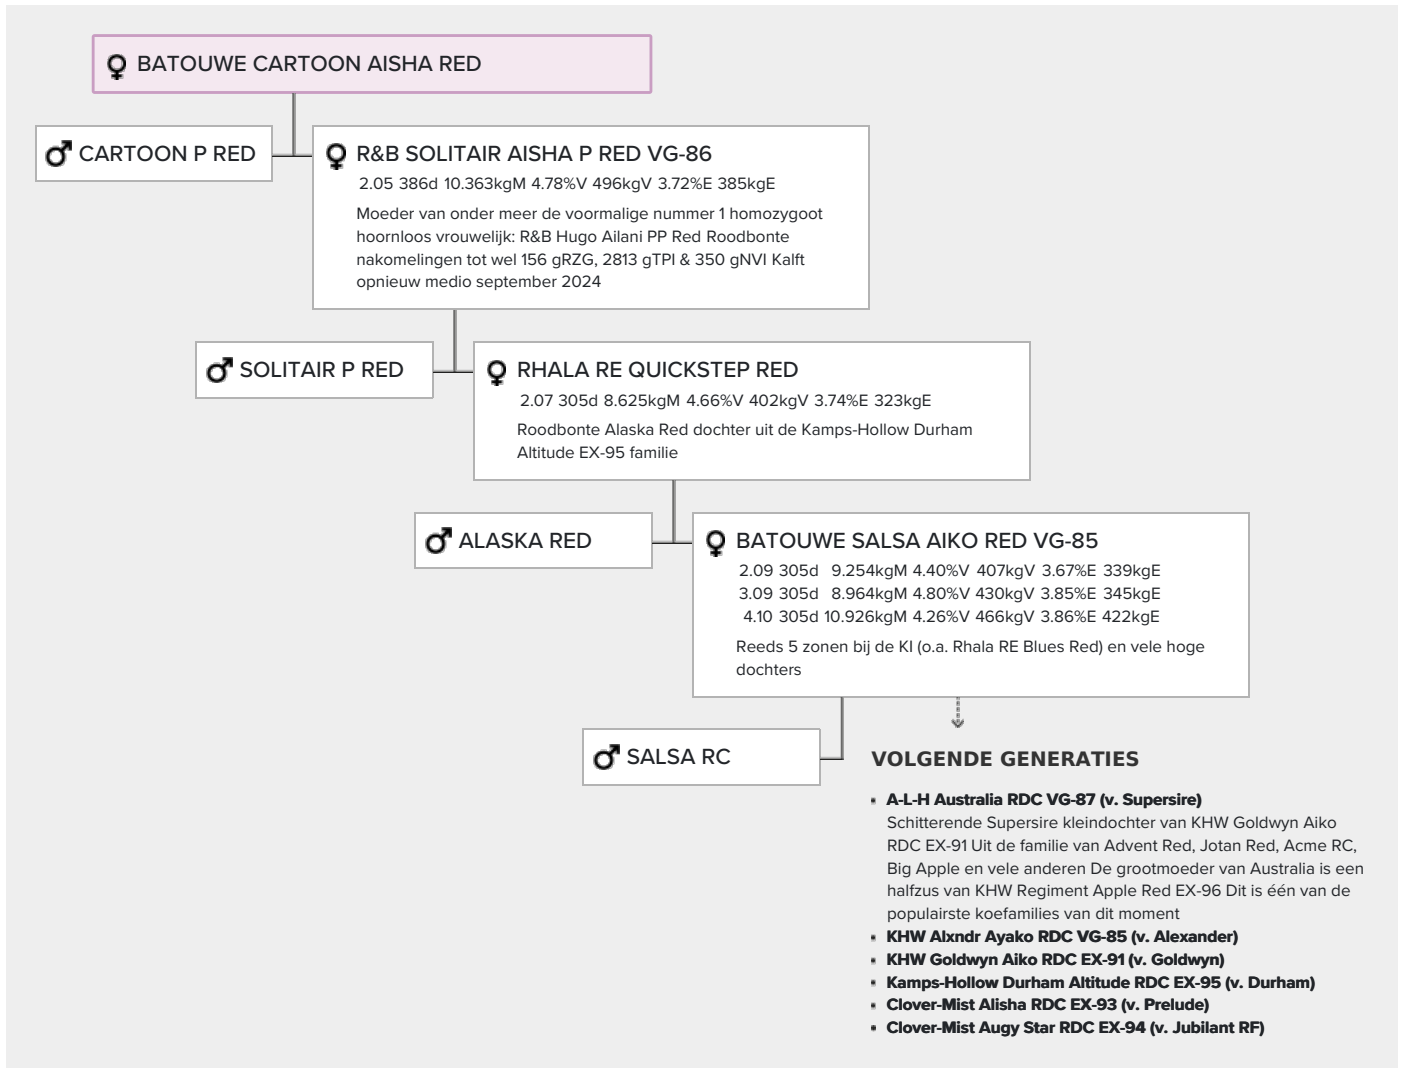 BATOUWE CARTOON AISHA RED
CARTOON P RED
R&B SOLITAIR AISHA P RED VG-86
2.05 386d 10.363kgM 4.78%V 496kgV 3.72%E 385kgE
Moeder van onder meer de voormalige nummer 1 homozygoot
hoornloos vrouwelijk: R&B Hugo Ailani PP Red Roodbonte
nakomelingen tot wel 156 gRZG, 2813 gTPI & 350 gNVI Kalft
opnieuw medio september 2024
SOLITAIR P RED
RHALA RE QUICKSTEP RED
2.07 305d 8.625kgM 4.66%V 402kgV 3.74%E 323kgE
Roodbonte Alaska Red dochter uit de Kamps-Hollow Durham
Altitude EX-95 familie
ALASKA RED
BATOUWE SALSA AIKO RED VG-85
2.09 305d 9.254kgM 4.40%V 407kgV 3.67%E 339kgE
3.09 305d 8.964kgM 4.80%V 430kgV 3.85%E 345kgE
4.10 305d 10.926kgM 4.26%V 466kgV 3.86%E 422kgE
Reeds 5 zonen bij de KI (o.a. Rhala RE Blues Red) en vele hoge
dochters
SALSA RC
VOLGENDE GENERATIES
A-L-H Australia RDC VG-87 (v. Supersire)
Schitterende Supersire kleindochter van KHW Goldwyn Aiko
RDC EX-91 Uit de familie van Advent Red, Jotan Red, Acme RC,
Big Apple en vele anderen De grootmoeder van Australia is een
halfzus van KHW Regiment Apple Red EX-96 Dit is één van de
populairste koefamilies van dit moment
KHW Alxndr Ayako RDC VG-85 (v. Alexander)
KHW Goldwyn Aiko RDC EX-91 (v. Goldwyn)
Kamps-Hollow Durham Altitude RDC EX-95 (v. Durham)
Clover-Mist Alisha RDC EX-93 (v. Prelude)
Clover-Mist Augy Star RDC EX-94 (v. Jubilant RF)